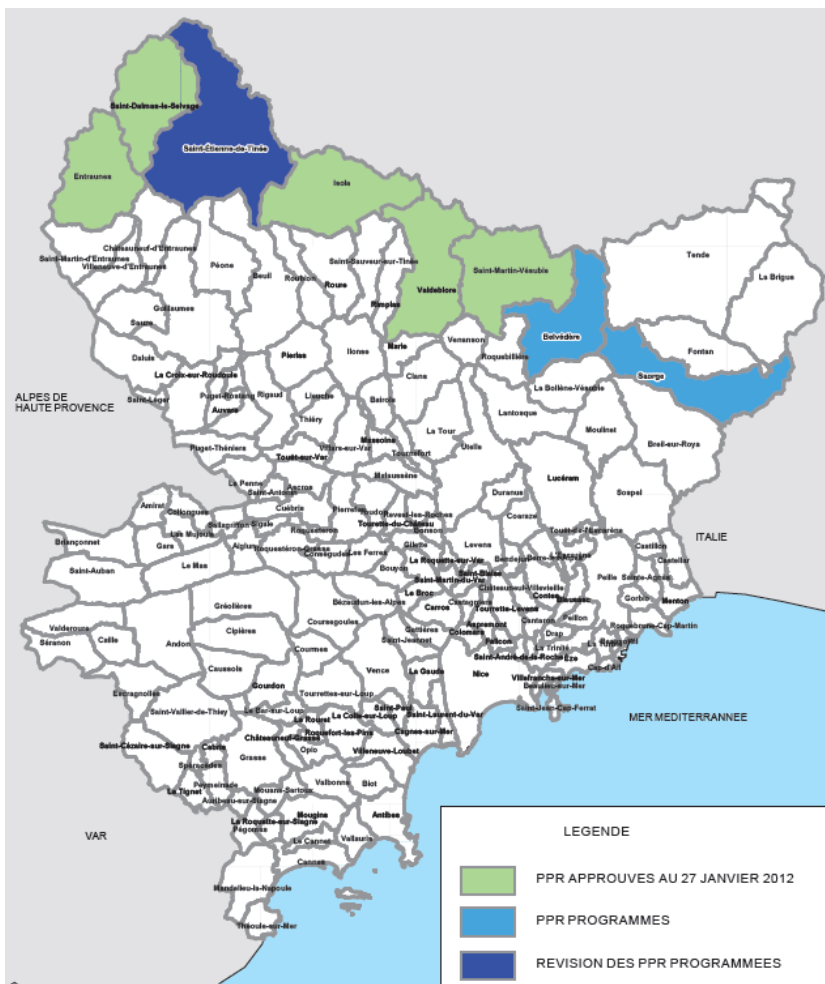 Saint-Dalmas-le-Selvage
Saint-Étienne-de-Tinée
Entraunes
Isola
Châteauneuf-d'Entraunes
Saint-Martin-d'Entraunes
Villeneuve-d'Entraunes
Péone
Beuil
Roubion
Saint-Sauveur-sur-Tinée
Roure
Rimplas
Valdeblore
Saint-Martin-Vésubie
Tende
La Brigue
Guillaumes
Sauze
Daluis
Pierlas
Ilonse
Marie
Venanson
Roquebillière
Belvédère
Fontan
Saorge
La Croix-sur-Roudoule
Clans
La Bollène-Vésubie
ALPES DE
HAUTE PROVENCE
Saint-Léger
Puget-Rostang
Rigaud
Lieuche
Bairols
Auvare
Thiéry
Lantosque
Moulinet
Breil-sur-Roya
La Tour
Utelle
Puget-Théniers
Touët-sur-Var
Villars-sur-Var
Massoins
Tournefort
Malaussène
Lucéram
Sospel
La Penne
Saint-Antonin
Ascros
Cuébris
Pierrefeu
Revest-les-Roches
Tourette-du-Château
Bonson
Duranus
Coaraze
Touët-de-l'Escarène
ITALIE
Amirat
Collongues
Les Mujouls
Sallagriffon
Sigale
Roquesteron
Briançonnet
Gars
Aiglun
Roquestéron-Grasse
Conségudes
Les Ferres
Gilette
Levens
Bendejun
Castillon
Castellar
Saint-Auban
Le Mas
Bouyon
La Roquette-sur-Var
Saint-Blaise
Saint-Martin-du-Var
Châteauneuf-Villevieille
Peille
Sainte-Agnès
Gorbio
Menton
Bézaudun-les-Alpes
Le Broc
Carros
Castagniers
Tourrette-Levens
Contes
Blausasc
Peillon
Roquebrune-Cap-Martin
Gréolières
Cipières
Coursegoules
Aspremont
Colomars
Cantaron
Drap
Valderoure
Séranon
Caille
Andon
Gattières
Saint-Jeannet
Falicon
La Trinité
Caussols
Courmes
Vence
La Gaude
Nice
Saint-André-de-la-Roche
Eze
Cap-d'Ail
Villefranche-sur-Mer
Beaulieu-sur-Mer
Saint-Jean-Cap-Ferrat
Escragnolles
Gourdon
Tourrettes-sur-Loup
Saint-Vallier-de-Thiey
Le Bar-sur-Loup
Le Rouret
La Colle-sur-Loup
Saint-Paul
Saint-Laurent-du-Var
MER MEDITERRANNEE
Saint-Cézaire-sur-Siagne
Cabris
Châteauneuf-Grasse
Roquefort-les-Pins
Cagnes-sur-Mer
Spéracèdes
Grasse
Opio
Villeneuve-Loubet
Le Tignet
Peymeinade
Mouans-Sartoux
Valbonne
Biot
Auribeau-sur-Siagne
La Roquette-sur-Siagne
Pégomas
Mougins
Antibes
VAR
Le Cannet
Vallauris
Cannes
Mandelieu-la-Napoule
Théoule-sur-Mer
LEGENDE
PPR APPROUVES AU 27 JANVIER 2012
PPR PROGRAMMES
REVISION DES PPR PROGRAMMEES